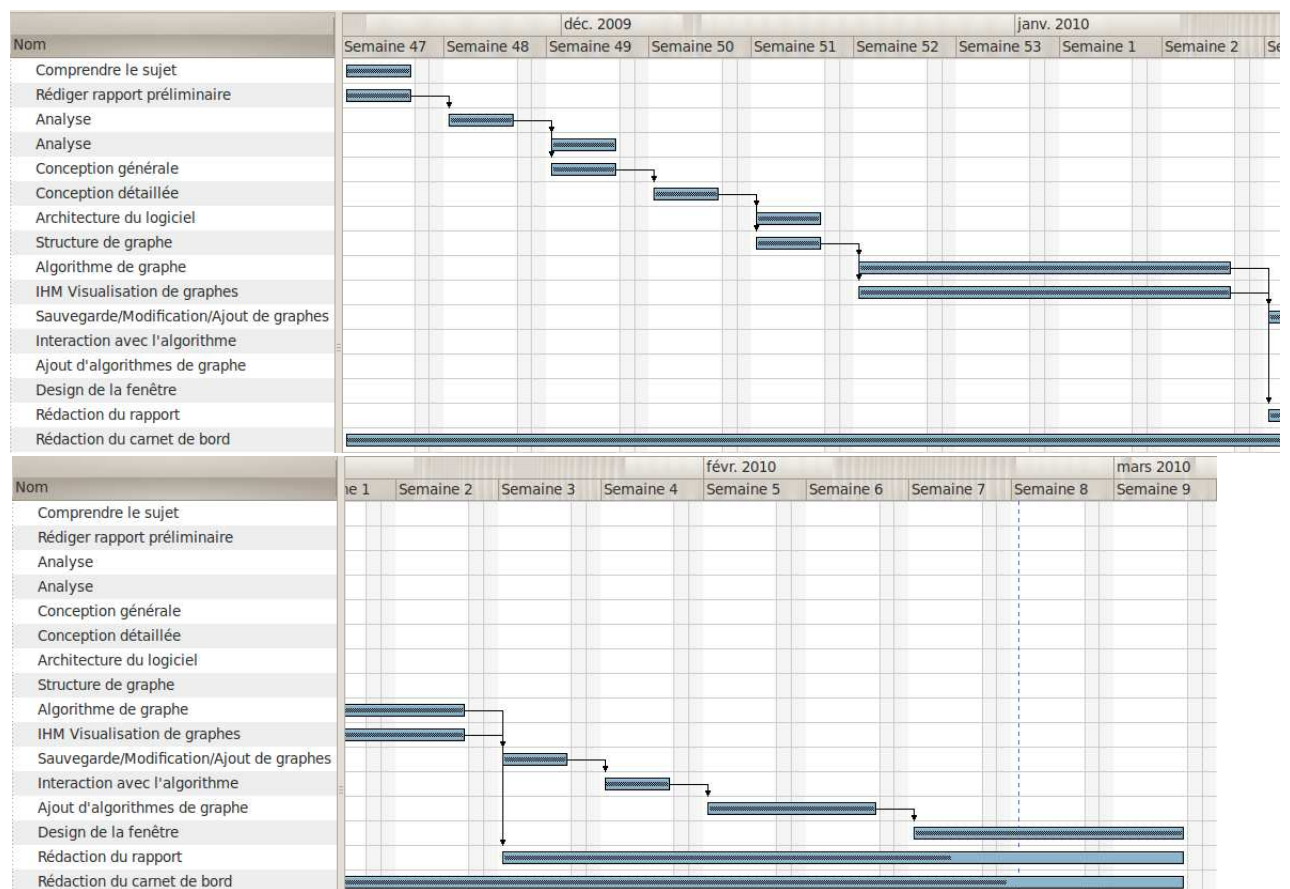 déc. 2009 janv. 2010
Nom Semaine 47 Semaine 48 Semaine 49 Semaine 50 Semaine 51 Semaine 52 Semaine 53 Semaine 1 Semaine 2 Se
Comprendre le sujet
Rédiger rapport préliminaire
Analyse
Analyse
Conception générale
Conception détaillée
Architecture du logiciel
Structure de graphe
Algorithme de graphe
IHM Visualisation de graphes
Sauvegarde/Modification/Ajout de graphes
Interaction avec l'algorithme
Ajout d'algorithmes de graphe
Design de la fenêtre
Rédaction du rapport
Rédaction du carnet de bord
févr. 2010 mars 2010
Nom ne 1 Semaine 2 Semaine 3 Semaine 4 Semaine 5 Semaine 6 Semaine 7 Semaine 8 Semaine 9
Comprendre le sujet
Rédiger rapport préliminaire
Analyse
Analyse
Conception générale
Conception détaillée
Architecture du logiciel
Structure de graphe
Algorithme de graphe
IHM Visualisation de graphes
Sauvegarde/Modification/Ajout de graphes
Interaction avec l'algorithme
Ajout d'algorithmes de graphe
Design de la fenêtre
Rédaction du rapport
Rédaction du carnet de bord